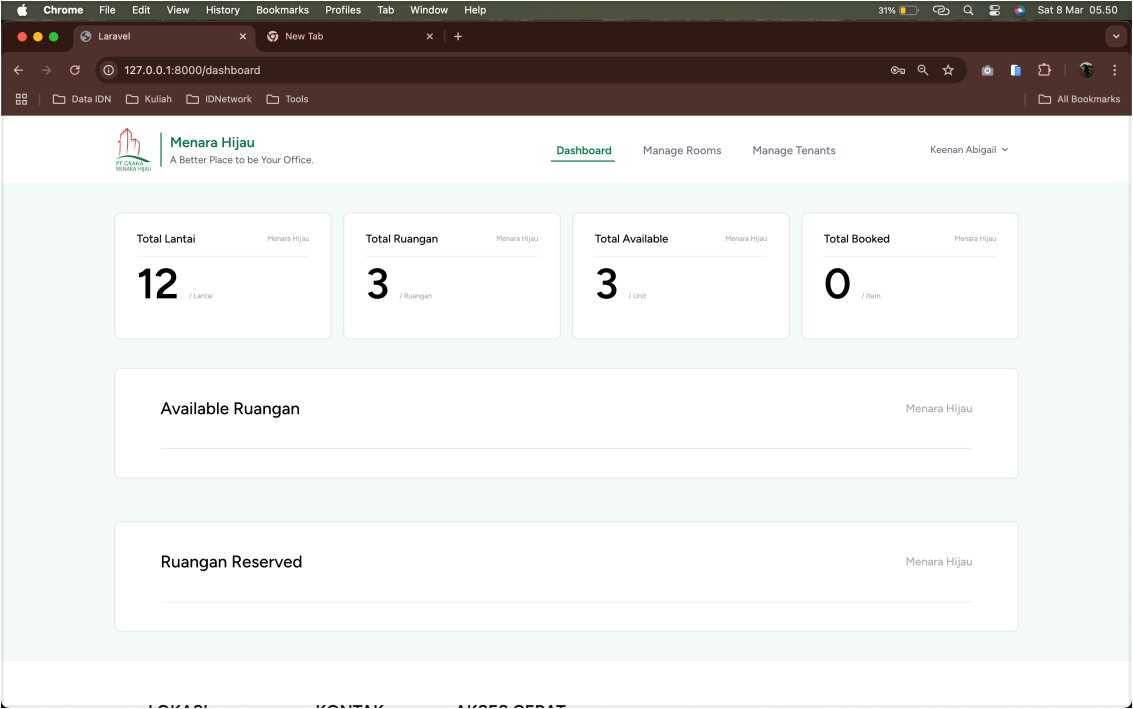 Chrome File Edit View History Bookmarks Profiles Tab Window Help 31% Sat 8 Mar 05.50
Laravel New Tab
127.0.0.1:8000/dashboard
Data IDN Kuliah IDNetwork Tools All Bookmarks
PT GRAHA
MENARA HIJAU
Menara Hijau
A Better Place to be Your Office.
Dashboard Manage Rooms Manage Tenants Keenan Abigail
Total Lantai Menara Hijau
12 / Lantai
Total Ruangan Menara Hijau
3 / Ruangan
Total Available Menara Hijau
3 / Unit
Total Booked Menara Hijau
0 / Item
Available Ruangan Menara Hijau
Ruangan Reserved Menara Hijau
LOKASI KONTAK AKSES CEPAT